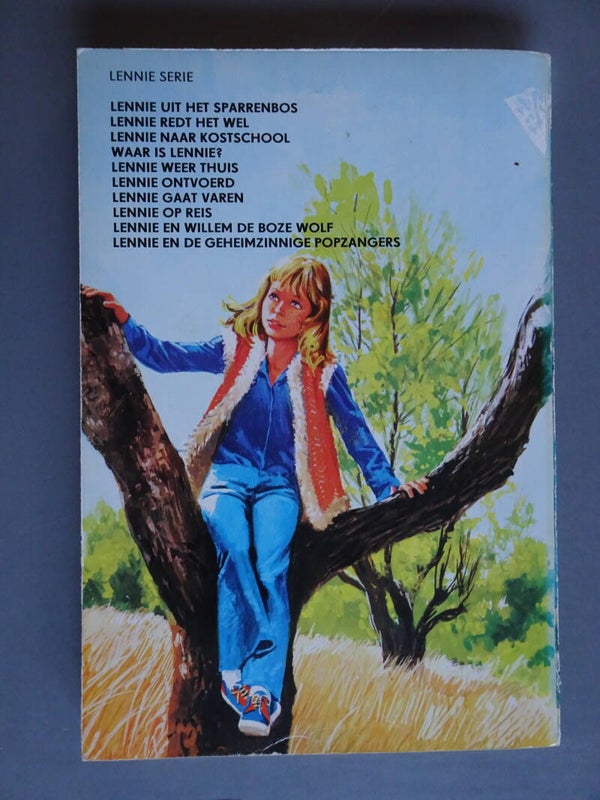 LENNIE SERIE
LENNIE UIT HET SPARRENBOS
LENNIE REDT HET WEL
LENNIE NAAR KOSTSCHOOL
WAAR IS LENNIE?
LENNIE WEER THUIS
LENNIE ONTVOERD
LENNIE GAAT VAREN
LENNIE OP REIS
LENNIE EN WILLEM DE BOZE WOLF
LENNIE EN DE GEHEIMZINNIGE POPZANGERS